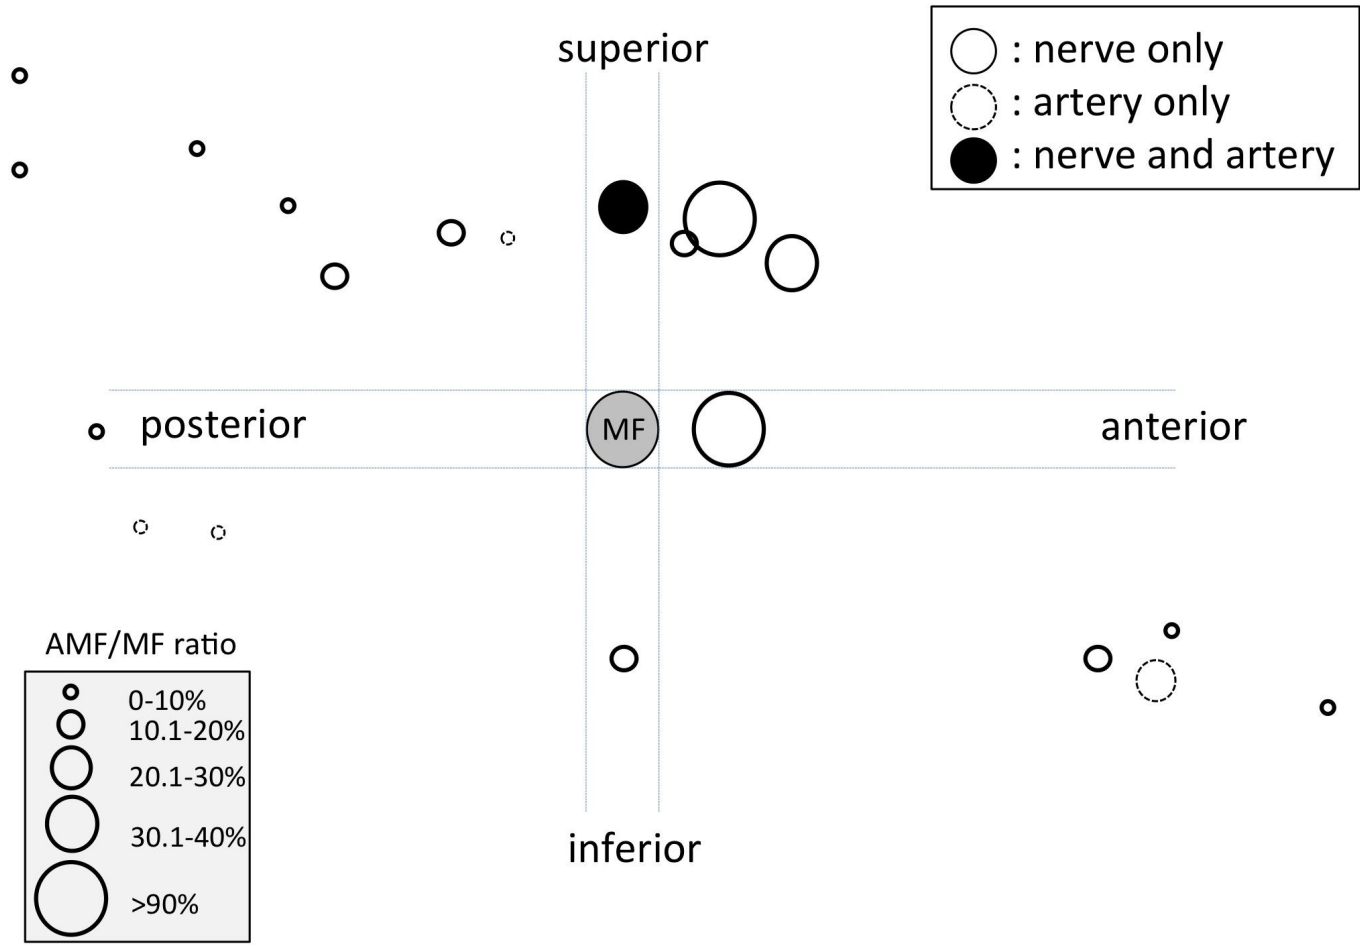 superior
: nerve only
: artery only
: nerve and artery
posterior
MF
anterior
AMF/MF ratio
0-10%
10.1-20%
20.1-30%
30.1-40%
>90%
inferior